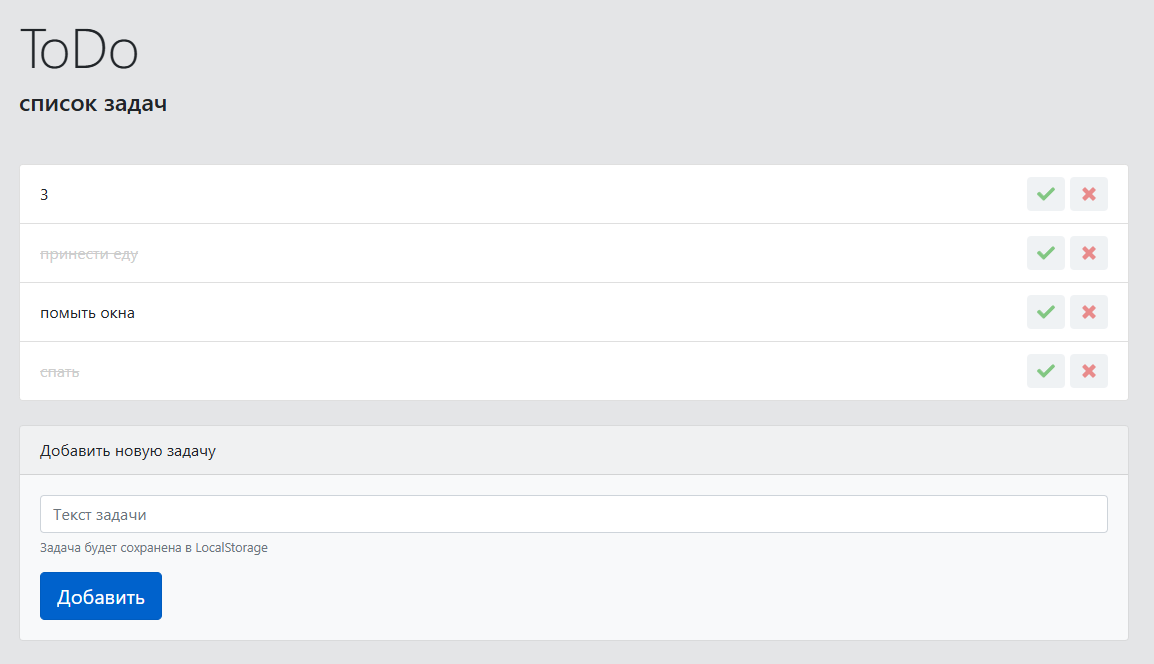 ToDo
список задач
3
принести еду
помыть окна
спать
Добавить новую задачу
Текст задачи
Задача будет сохранена в LocalStorage
Добавить